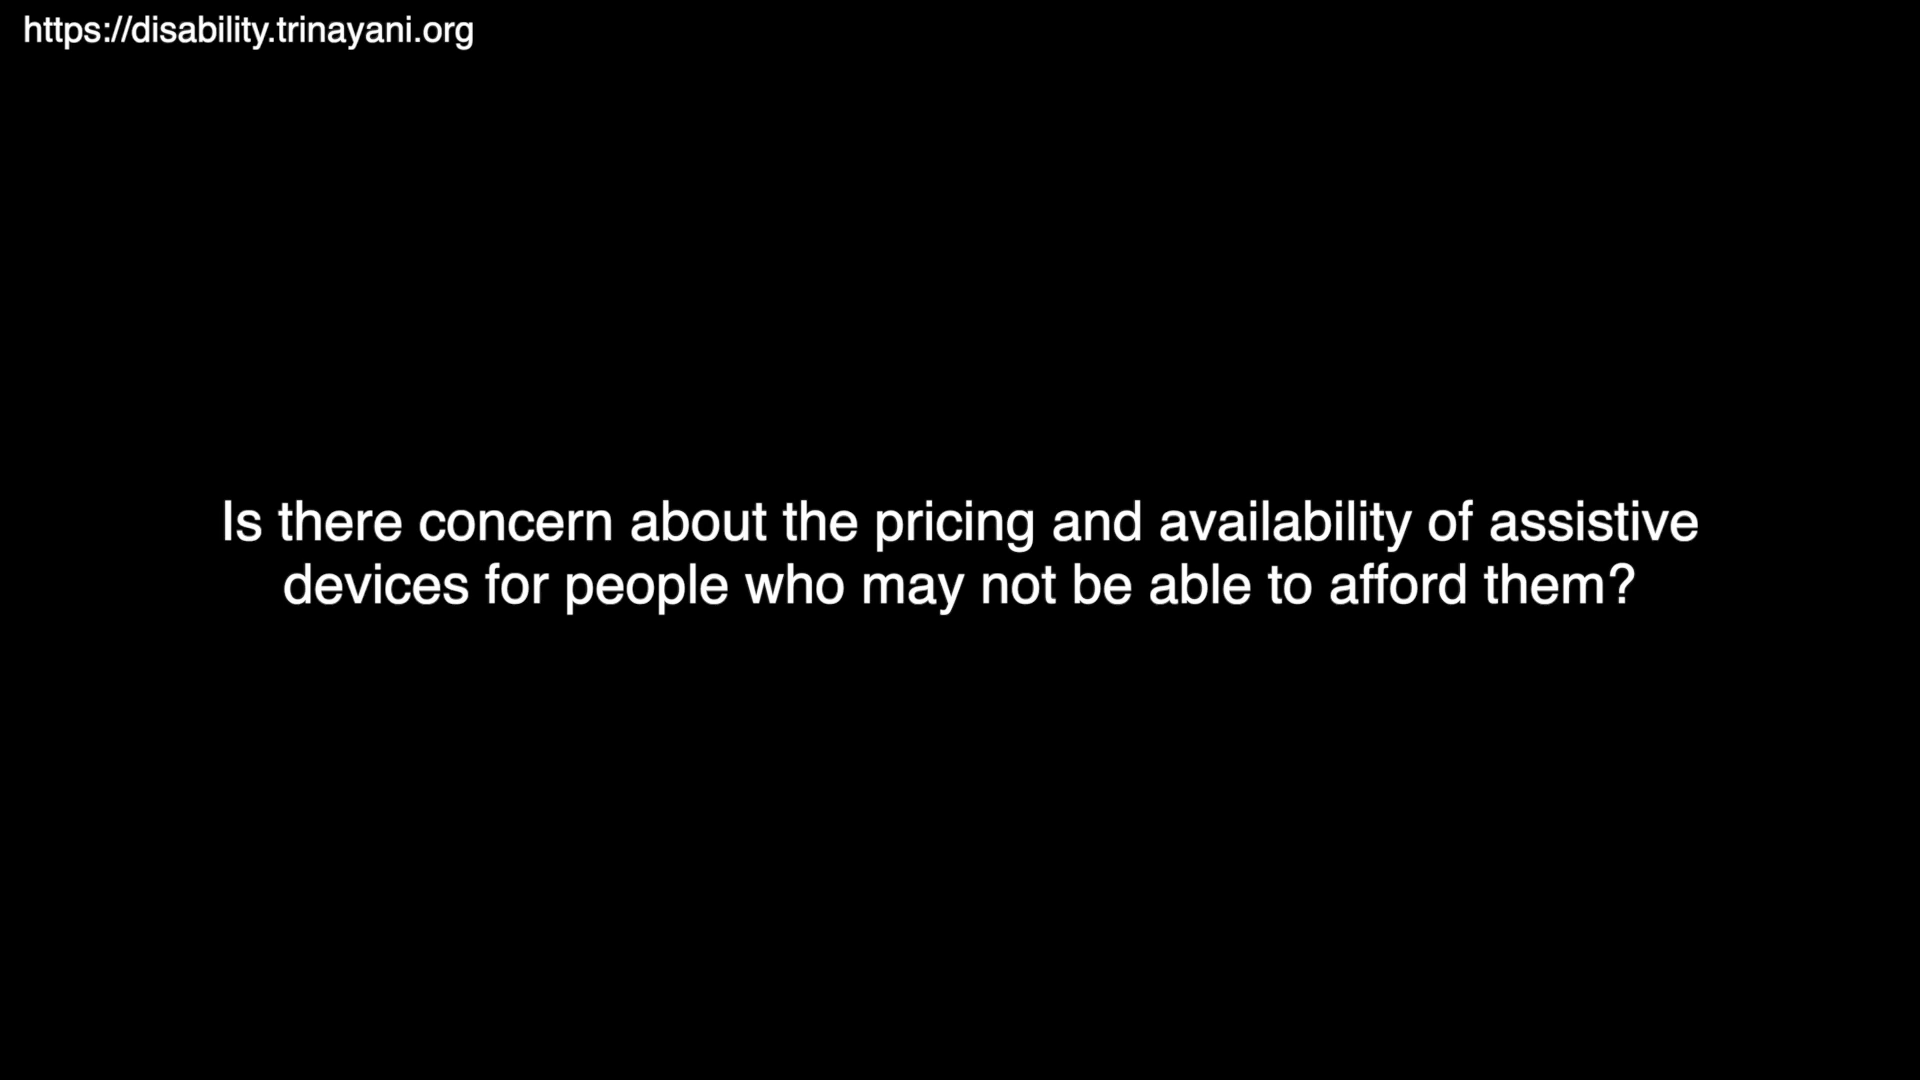 https://disability.trinayani.org
Is there concern about the pricing and availability of assistive
devices for people who may not be able to afford them?